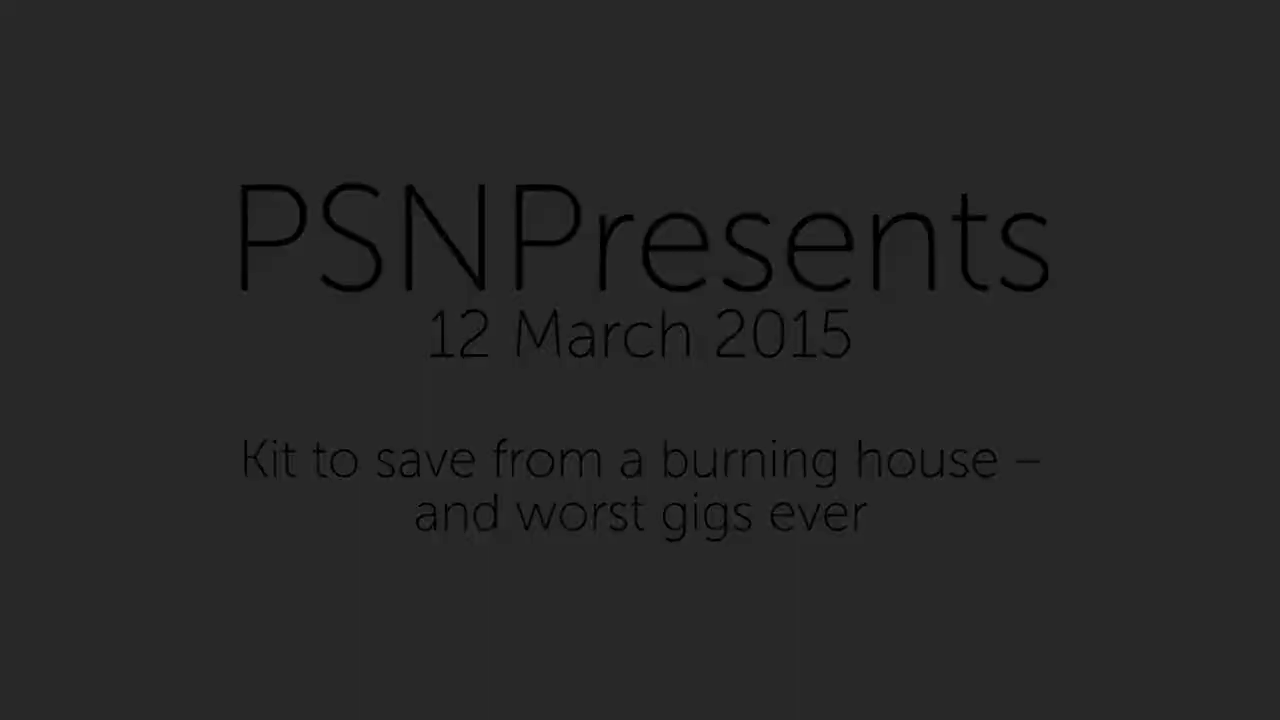 PSNPresents
12 March 2015
Kit to save from a burning house –
and worst gigs ever